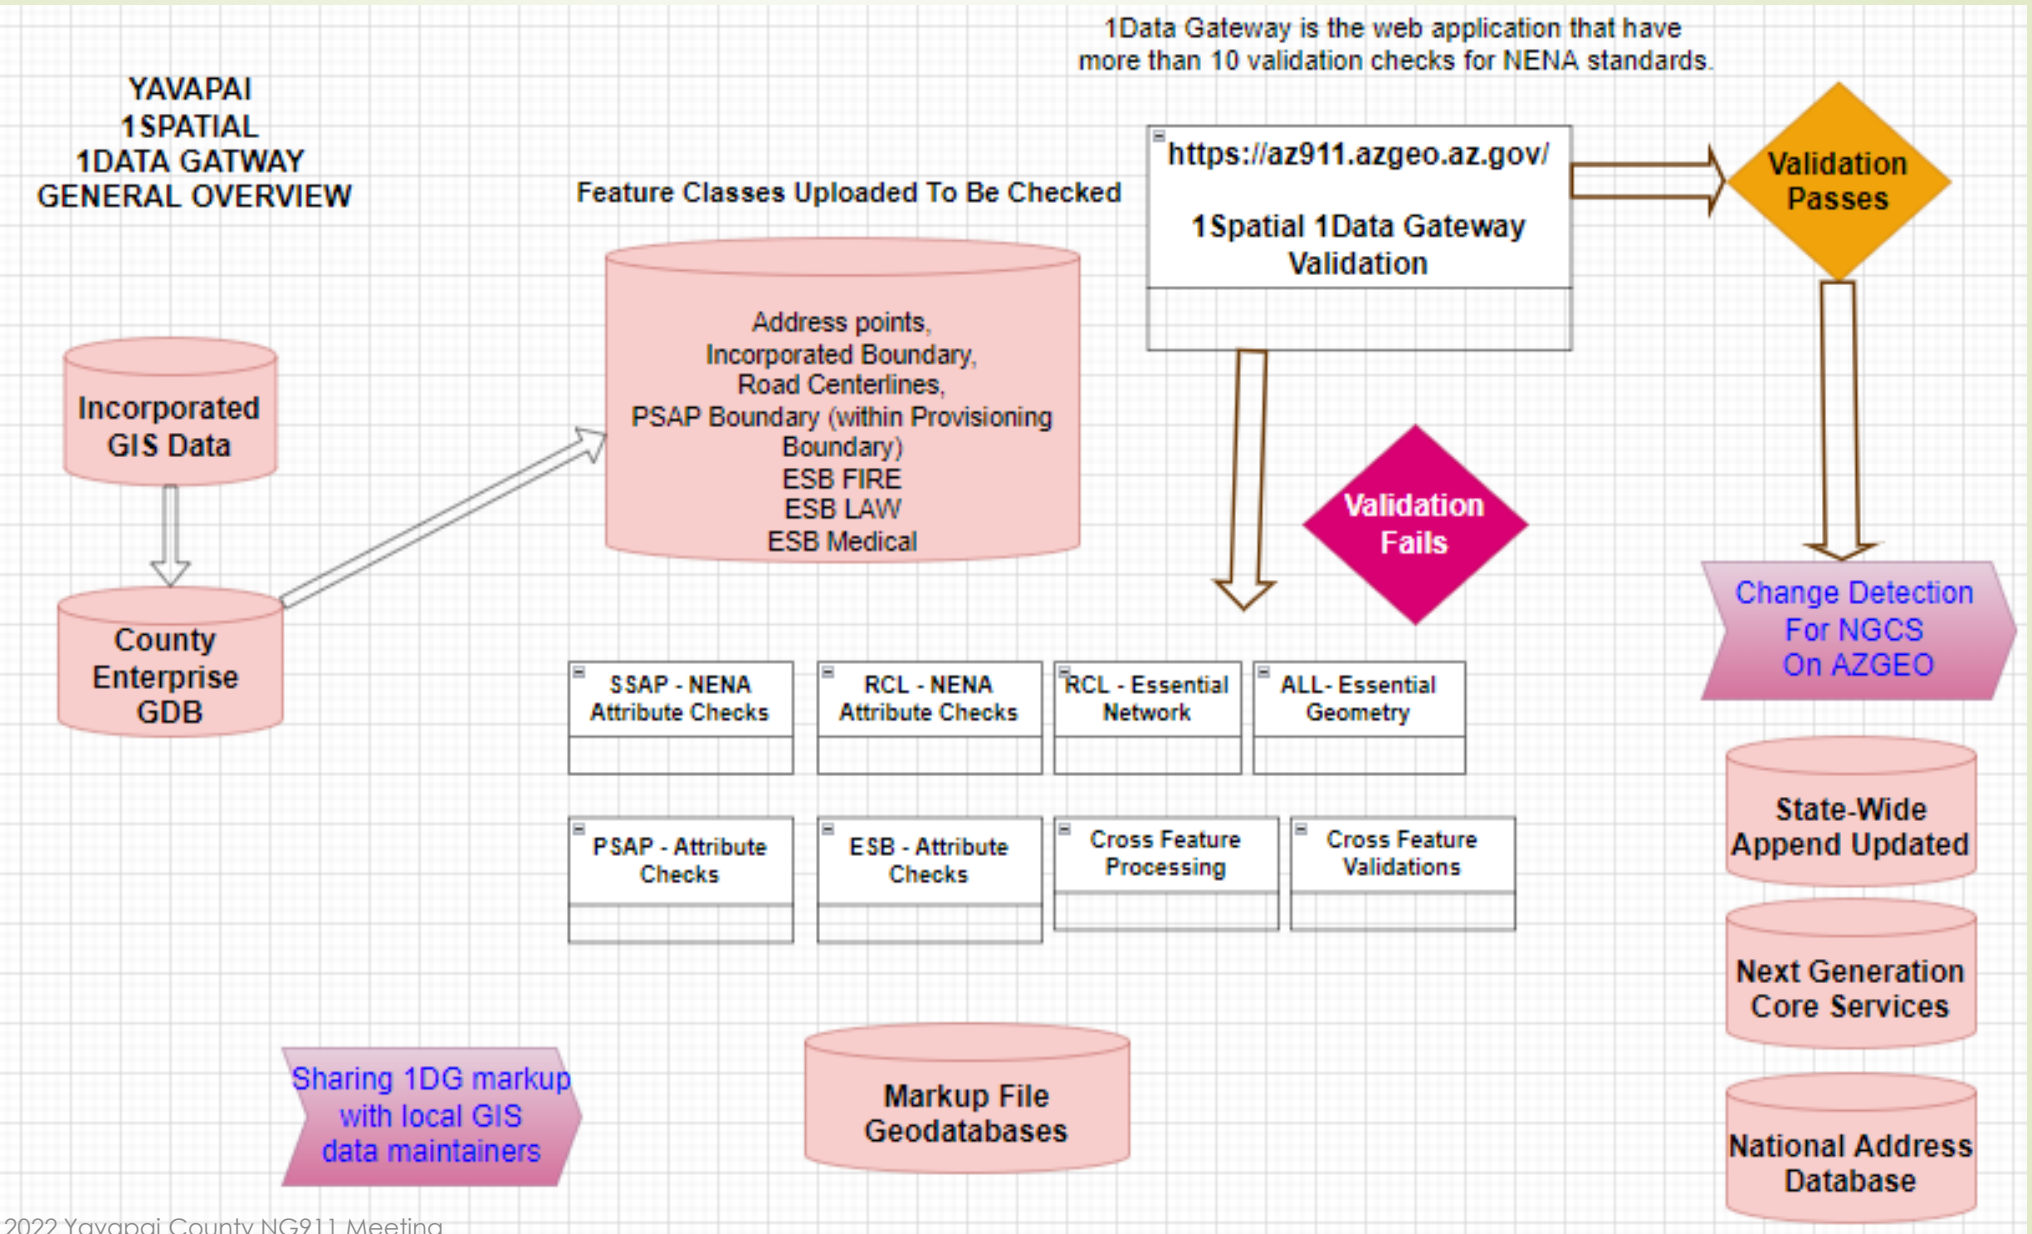 1Data Gateway is the web application that have
more than 10 validation checks for NENA standards.
YAVAPAI
1SPATIAL
1DATA GATWAY
GENERAL OVERVIEW
Feature Classes Uploaded To Be Checked
https://az911.azgeo.az.gov/
1Spatial 1Data Gateway
Validation
Validation
Passes
Address points,
Incorporated Boundary,
Road Centerlines,
PSAP Boundary (within Provisioning
Boundary)
ESB FIRE
ESB LAW
ESB Medical
Incorporated
GIS Data
County
Enterprise
GDB
Validation
Fails
Change Detection
For NGCS
On AZGEO
SSAP - NENA
Attribute Checks
RCL - NENA
Attribute Checks
RCL - Essential
Network
ALL- Essential
Geometry
PSAP - Attribute
Checks
ESB - Attribute
Checks
Cross Feature
Processing
Cross Feature
Validations
State-Wide
Append Updated
Next Generation
Core Services
National Address
Database
Sharing 1DG markup
with local GIS
data maintainers
Markup File
Geodatabases
2022 Yavapai County NG911 Meeting